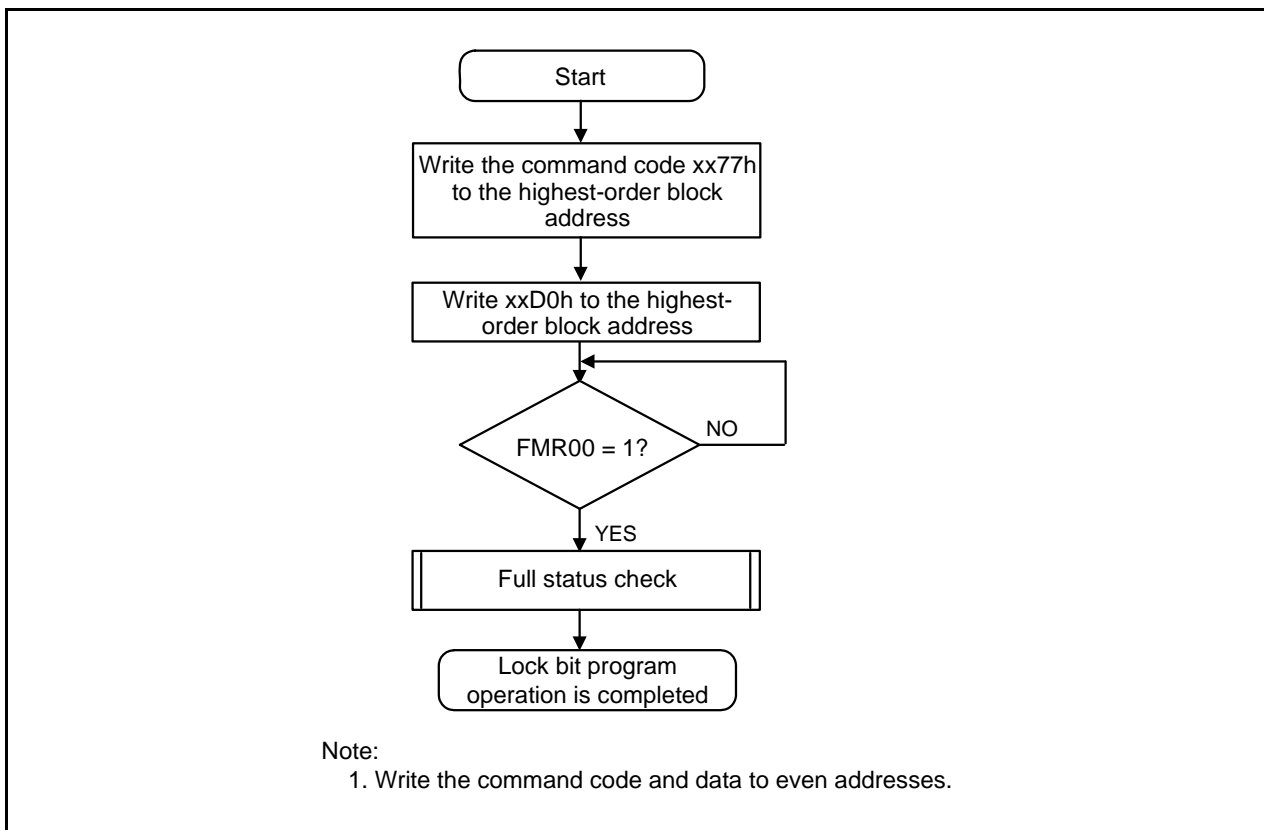 Start
Write the command code xx77h
to the highest-order block
address
Write xxD0h to the highest-
order block address
FMR00 = 1?
NO
YES
Full status check
Lock bit program
operation is completed
Note:
1. Write the command code and data to even addresses.